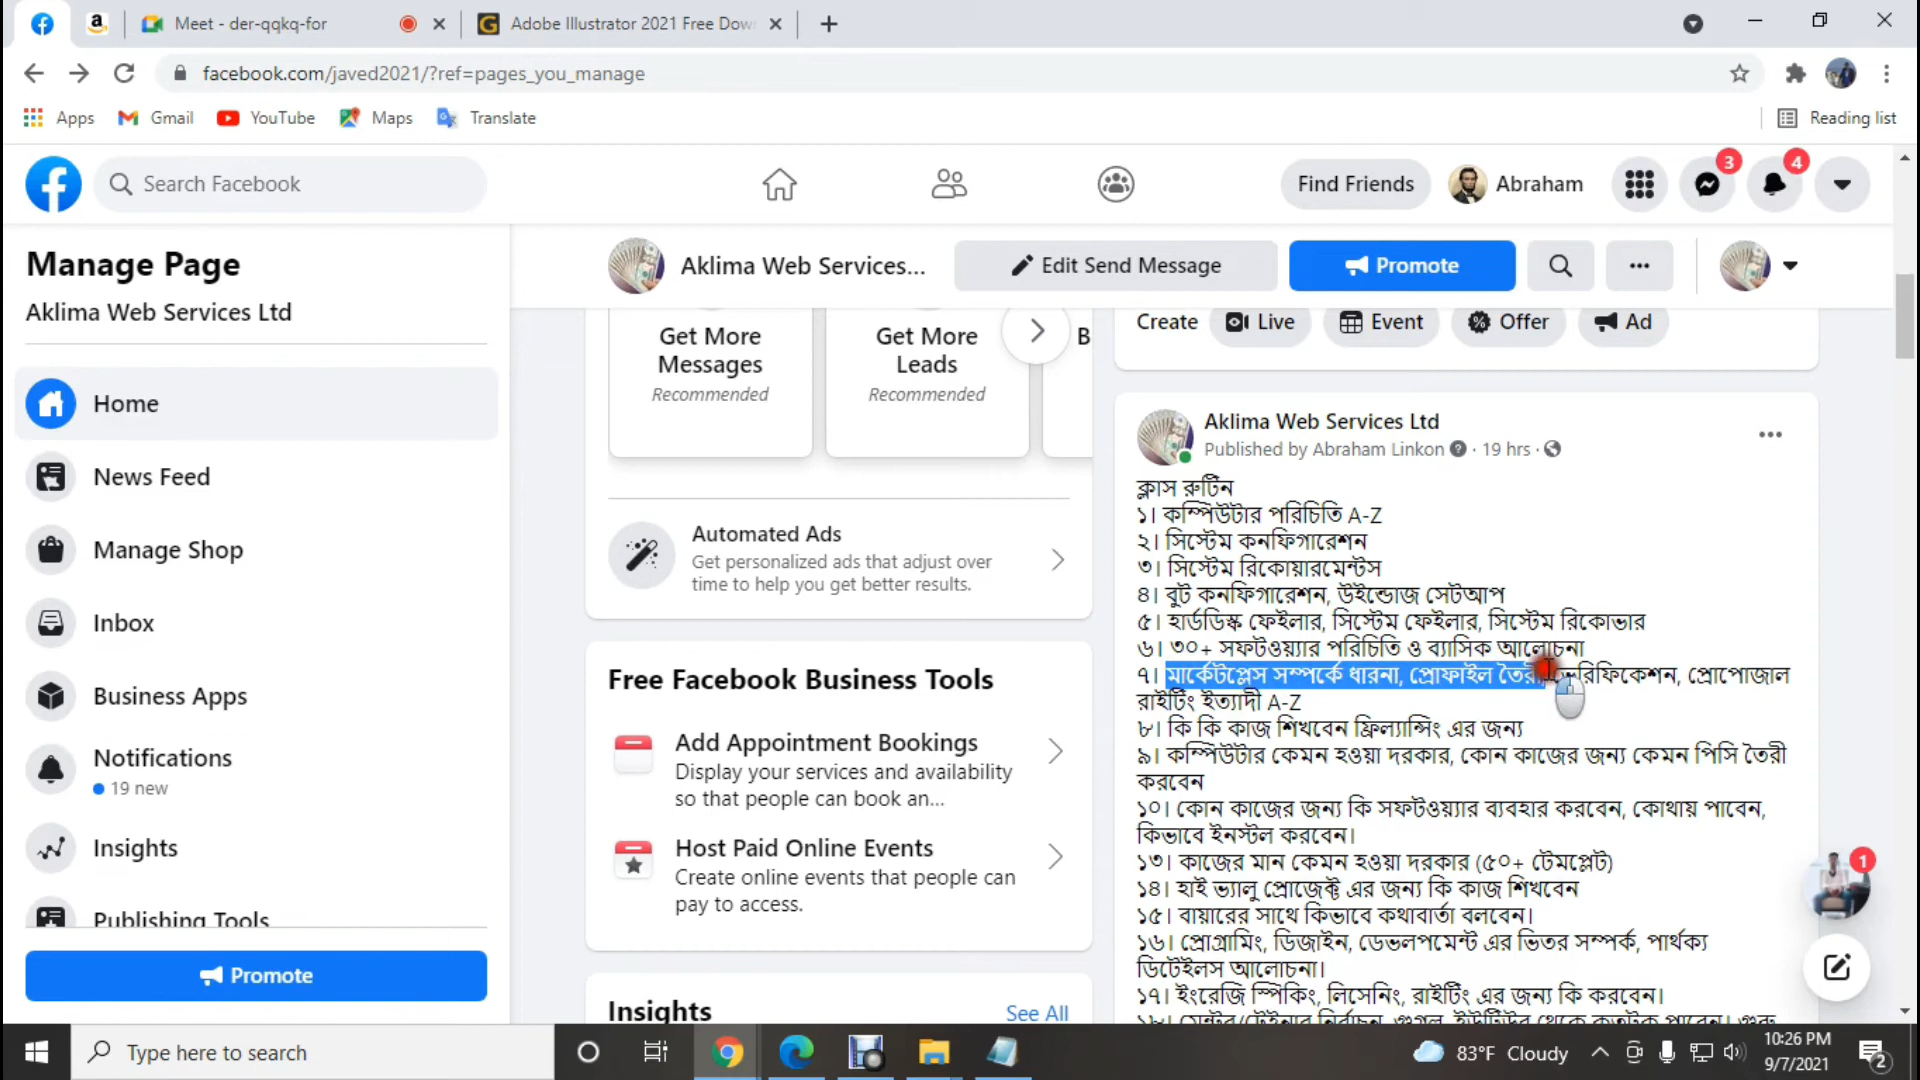 Meet - der-qqkq-for
Adobe Illustrator 2021 Free Dow
facebook.com/javed2021/?ref=pages_you_manage
Apps
Gmail
YouTube
Maps
Translate
Reading list
Search Facebook
Find Friends
Abraham
3
4
Manage Page
Aklima Web Services Ltd
Home
News Feed
Manage Shop
Inbox
Business Apps
Notifications
19 new
Insights
Publishing Tools
Promote
Aklima Web Services...
Edit Send Message
Promote
Get More
Messages
Recommended
Get More
Leads
Recommended
B
Automated Ads
Get personalized ads that adjust over
time to help you get better results.
Free Facebook Business Tools
Add Appointment Bookings
Display your services and availability
so that people can book an...
Host Paid Online Events
Create online events that people can
pay to access.
Insights
See All
Create
Live
Event
Offer
Ad
Aklima Web Services Ltd
Published by Abraham Linkon · 19 hrs ·
ক্লাস রুটিন
১। কম্পিউটার পরিচিতি A-Z
২। সিস্টেম কনফিগারেশন
৩। সিস্টেম রিকোয়ারমেন্টস
৪। বুট কনফিগারেশন, উইন্ডোজ সেটআপ
৫। হার্ডডিস্ক ফেইলার, সিস্টেম ফেইলার, সিস্টেম রিকোভার
৬। ৩০+ সফটওয়্যার পরিচিতি ও ব্যাসিক আলোচনা
৭। মার্কেটপ্লেস সম্পর্কে ধারনা, প্রোফাইল তৈরী, প্রোপোজাল
রাইটিং ইত্যাদী A-Z
৮। কি কি কাজ শিখবেন ফ্রিল্যান্সিং এর জন্য
৯। কম্পিউটার কেমন হওয়া দরকার, কোন কাজের জন্য কেমন পিসি তৈরী
করবেন
১০। কোন কাজের জন্য কি সফটওয়্যার ব্যবহার করবেন, কোথায় পাবেন,
কিভাবে ইনস্টল করবেন।
১৩। কাজের মান কেমন হওয়া দরকার (৫০+ টেমপ্লেট)
১৪। হাই ভ্যালু প্রোজেক্ট এর জন্য কি কাজ শিখবেন
১৫। বায়ারের সাথে কিভাবে কথাবার্তা বলবেন।
১৬। প্রোগ্রামিং, ডিজাইন, ডেভলপমেন্ট এর ভিতর সম্পর্ক, পার্থক্য
ডিটেইলস আলোচনা।
১৭। ইংরেজি স্পিকিং, লিসেনিং, রাইটিং এর জন্য কি করবেন।
1
Type here to search
83°F Cloudy
10:26 PM
9/7/2021
2